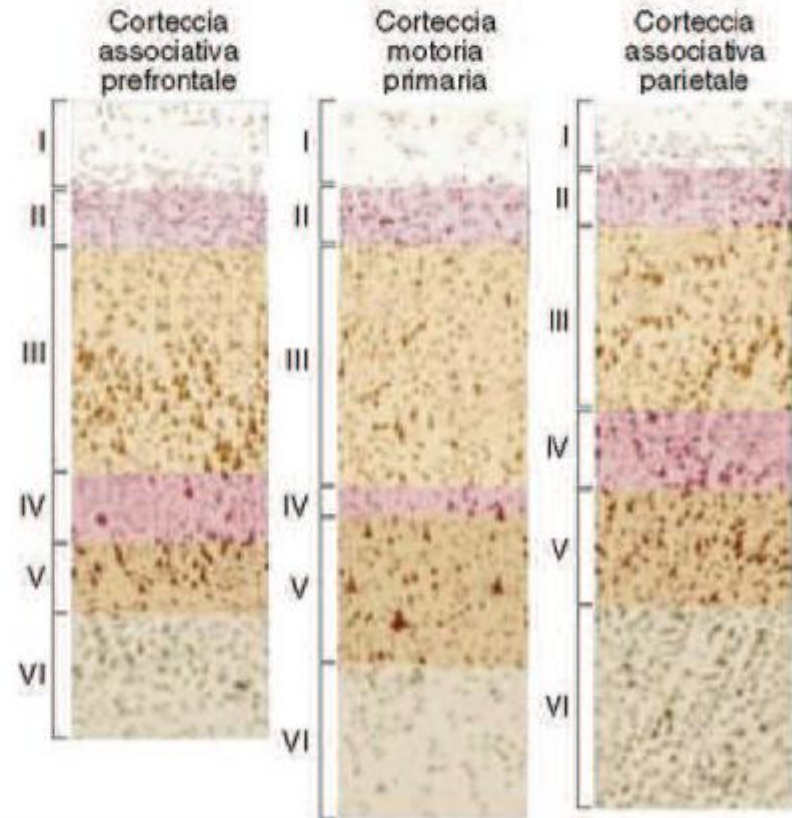 Corteccia
associativa
prefrontale
I
II
III
IV
V
VI
Corteccia
motoria
primaria
I
II
III
IV
V
VI
Corteccia
associativa
parietale
I
II
III
IV
V
VI